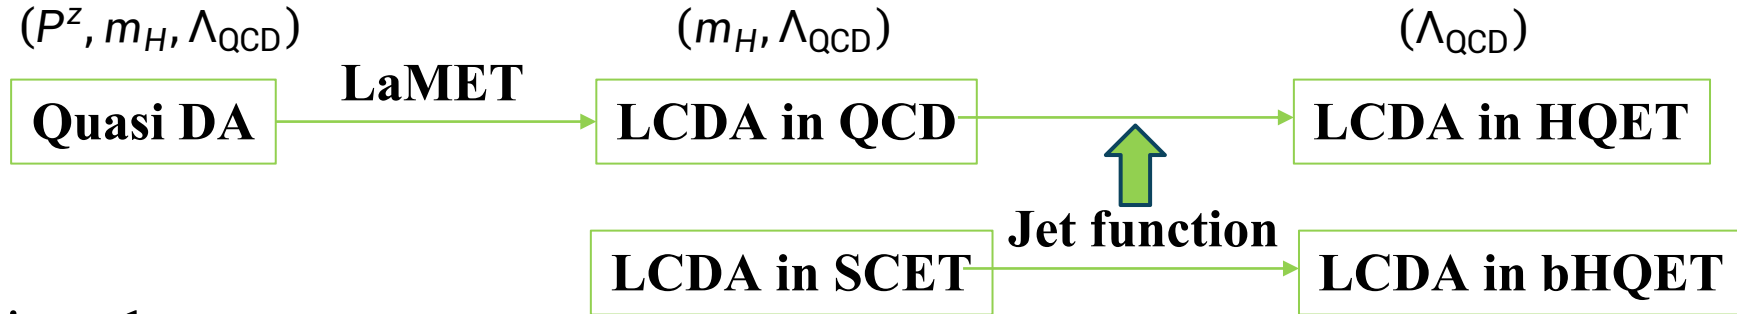 (P^z, m_H, Λ_QCD) (m_H, Λ_QCD) (Λ_QCD)
LaMET
Quasi DA LCDA in QCD LCDA in HQET
Jet function
LCDA in SCET LCDA in bHQET